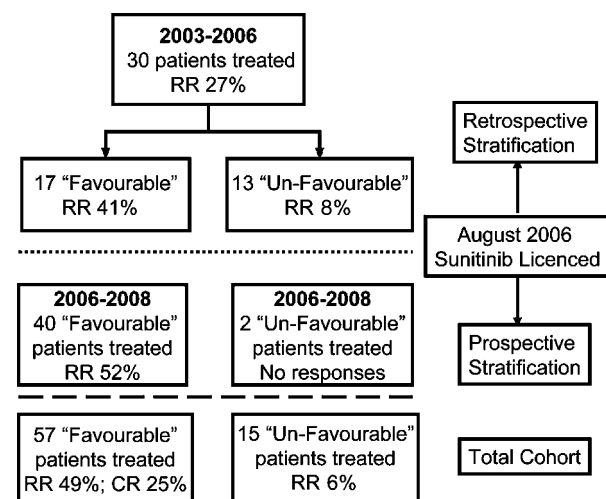 2003-2006
30 patients treated
RR 27%
Retrospective
Stratification
17 “Favourable”
RR 41%
13 “Un-Favourable”
RR 8%
August 2006
Sunitinib Licenced
2006-2008
40 “Favourable”
patients treated
RR 52%
2006-2008
2 “Un-Favourable”
patients treated
No responses
Prospective
Stratification
57 “Favourable”
patients treated
RR 49%; CR 25%
15 “Un-Favourable”
patients treated
RR 6%
Total Cohort